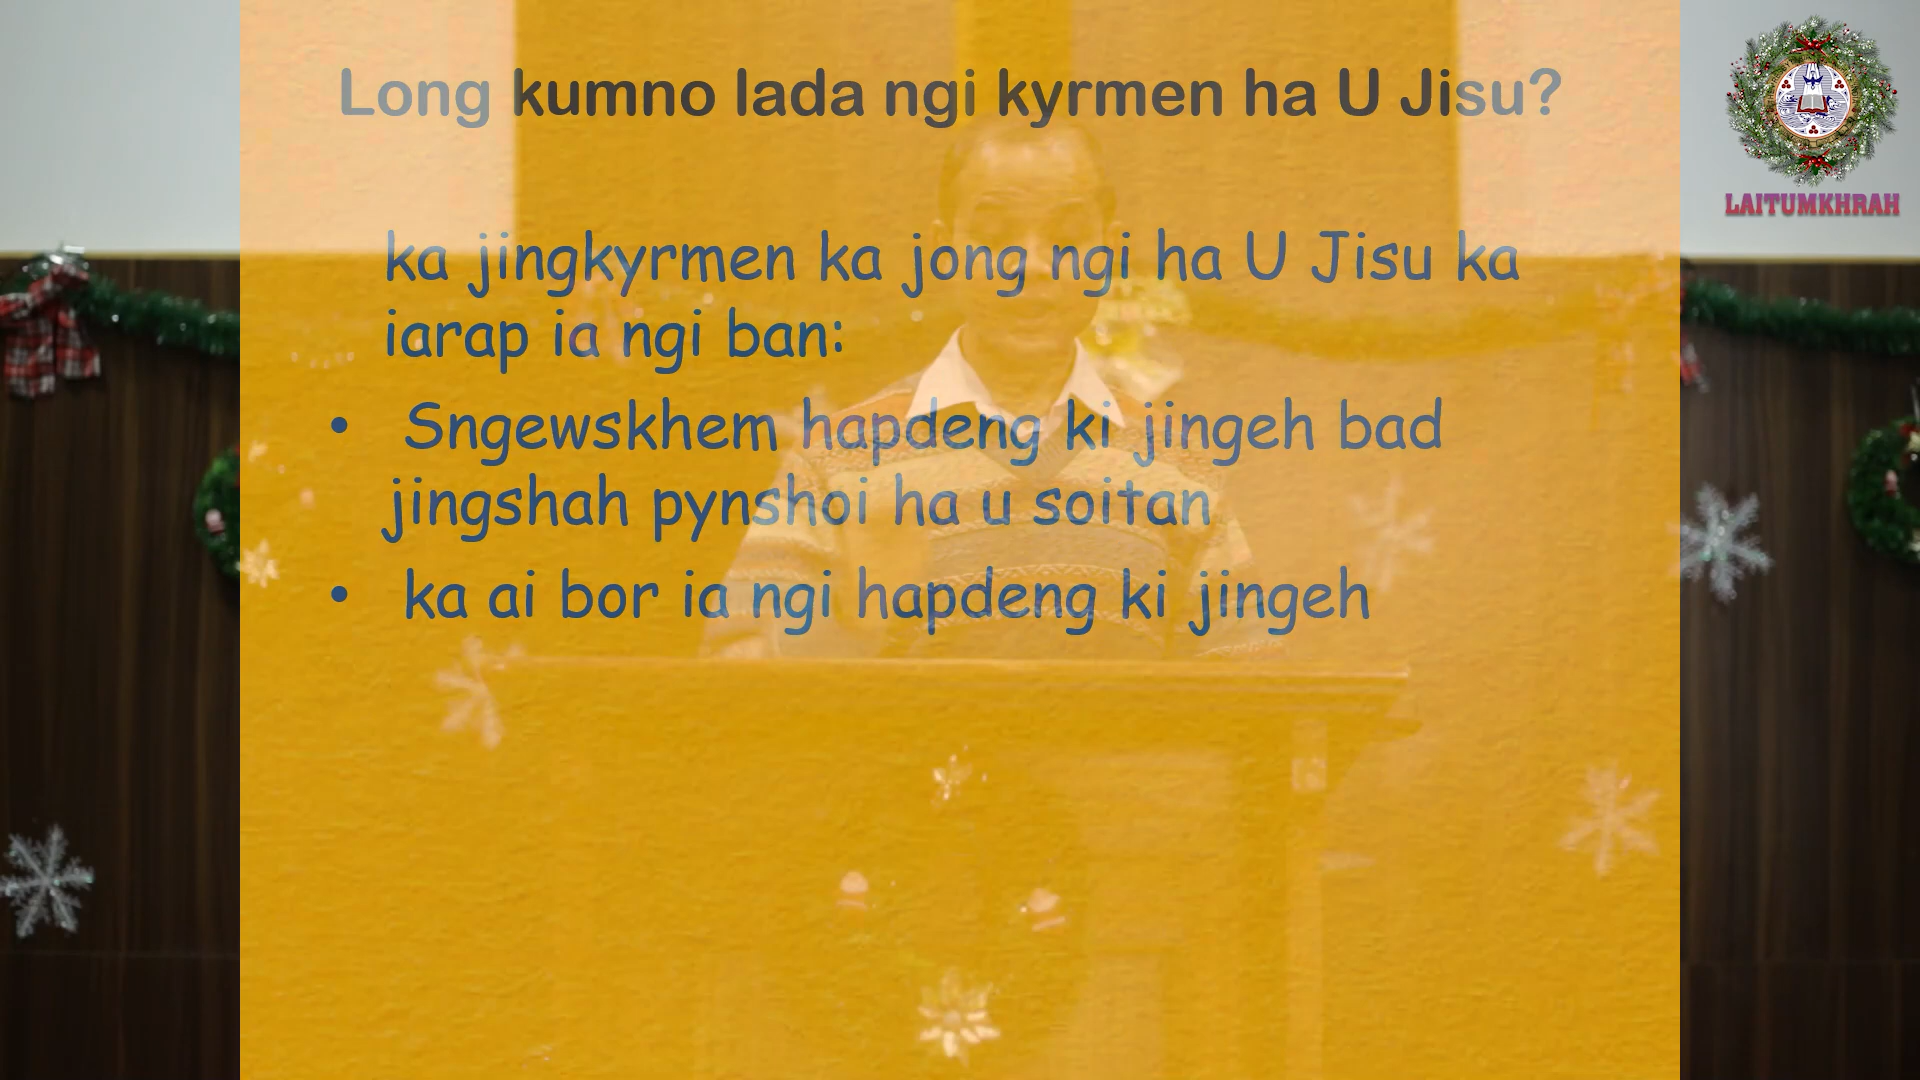 Long kumno lada ngi kyrmen ha U Jisu?
LAITUMKHRAH
ka jingkyrmen ka jong ngi ha U Jisu ka
iarap ia ngi ban:
• Sngewskhem hapdeng ki jingeh bad
jingshah pynshoi ha u soitan
• ka ai bor ia ngi hapdeng ki jingeh